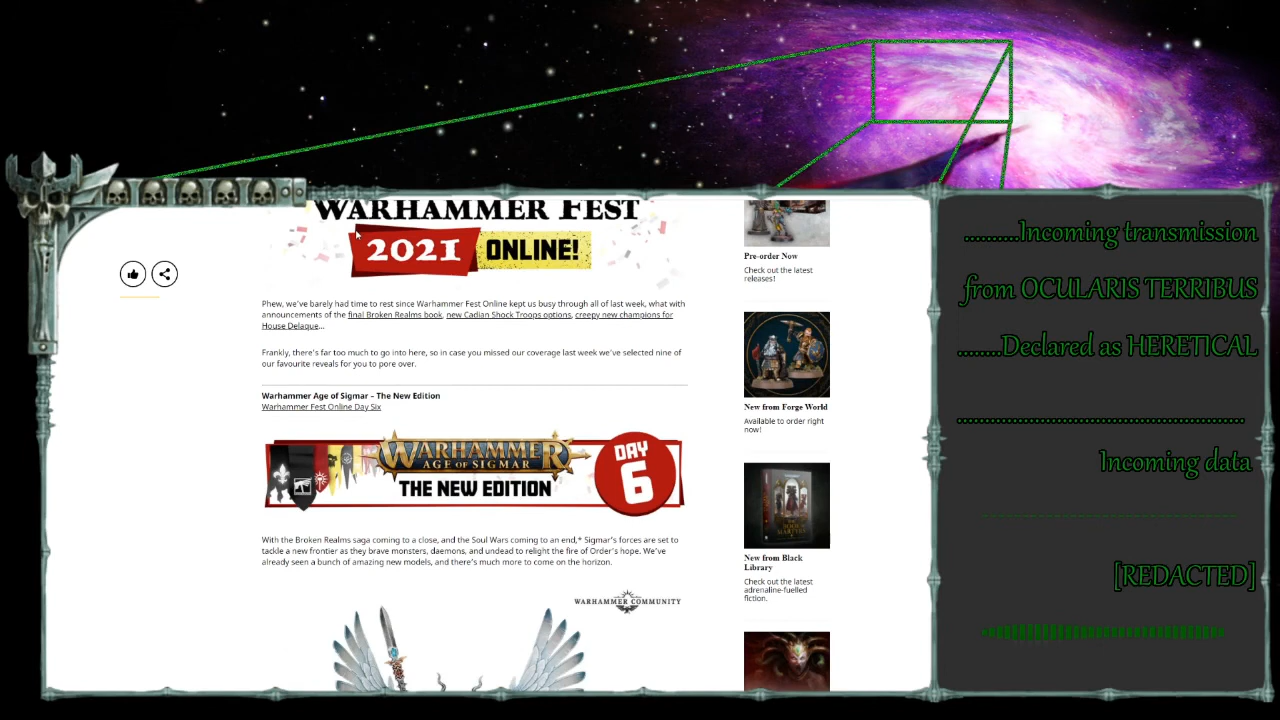 WARHAMMER FEST
2021 ONLINE!
Phew, we've barely had time to rest since Warhammer Fest Online kept us busy through all of last week, what with
announcements of the final Broken Realms book, new Cadian Shock Troops options, creepy new champions for
House Delaque...
Frankly, there's far too much to go into here, so in case you missed our coverage last week we've selected nine of
our favourite reveals for you to pore over.
Warhammer Age of Sigmar – The New Edition
Warhammer Fest Online Day Six
WARHAMMER
AGE OF SIGMAR
THE NEW EDITION
DAY
6
With the Broken Realms saga coming to a close, and the Soul Wars coming to an end,* Sigmar's forces are set to
tackle a new frontier as they brave monsters, daemons, and undead to relight the fire of Order's hope. We've
already seen a bunch of amazing new models, and there's much more to come on the horizon.
WARHAMMER COMMUNITY
Pre-order Now
Check out the latest
releases!
New from Forge World
Available to order right
now!
New from Black
Library
Check out the latest
adrenaline-fuelled
fiction.
..........Incoming transmission
from OCULARIS TERRIBUS
........Declared as HERETICAL
Incoming data
[REDACTED]